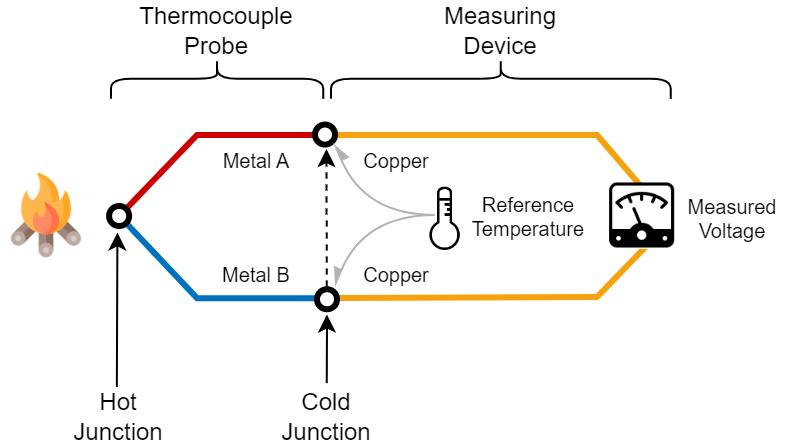 Thermocouple
Probe
Measuring
Device
Metal A
Copper
Reference
Temperature
Measured
Voltage
Metal B
Copper
Hot
Junction
Cold
Junction